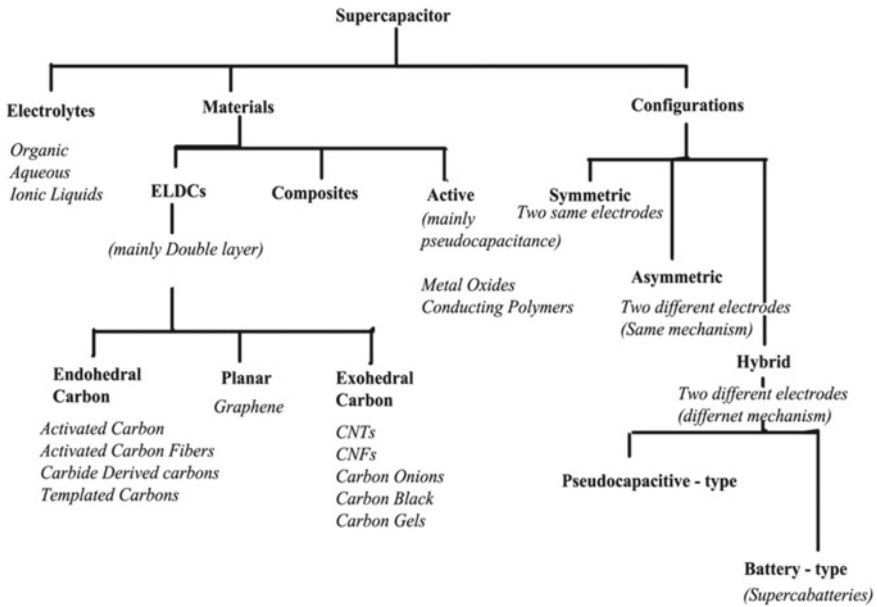 Supercapacitor
Electrolytes
Organic
Aqueous
Ionic Liquids
Materials
ELDCs
(mainly Double layer)
Endohedral
Carbon
Activated Carbon
Activated Carbon Fibers
Carbide Derived carbons
Templated Carbons
Planar
Graphene
Exohedral
Carbon
CNTs
CNFs
Carbon Onions
Carbon Black
Carbon Gels
Composites
Active
(mainly
pseudocapacitance)
Metal Oxides
Conducting Polymers
Configurations
Symmetric
Two same electrodes
Asymmetric
Two different electrodes
(Same mechanism)
Hybrid
Two different electrodes
(differnet mechanism)
Pseudocapacitive - type
Battery - type
(Supercabatteries)